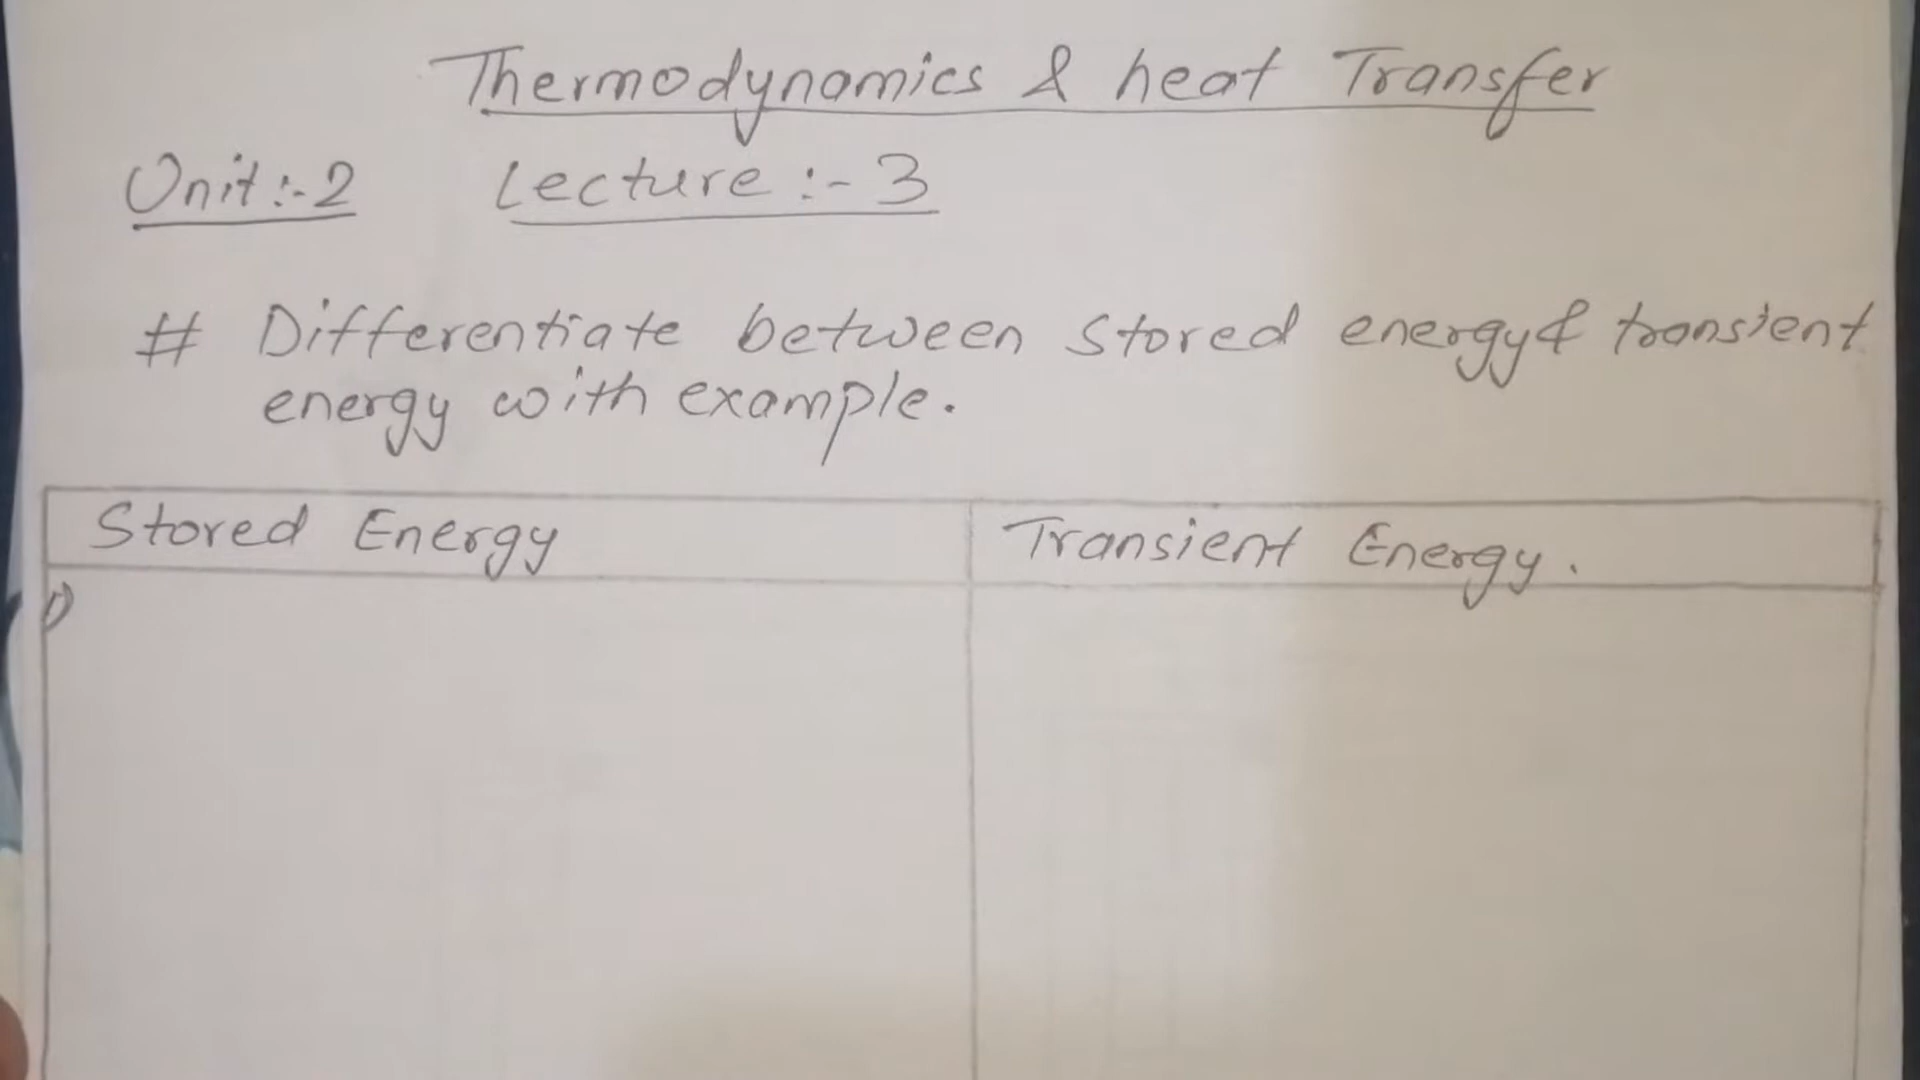 Thermodynamics & heat Transfer
Unit:-2 Lecture:-3
# Differentiate between stored energy & transient
energy with example.
Stored Energy Transient Energy.
1)